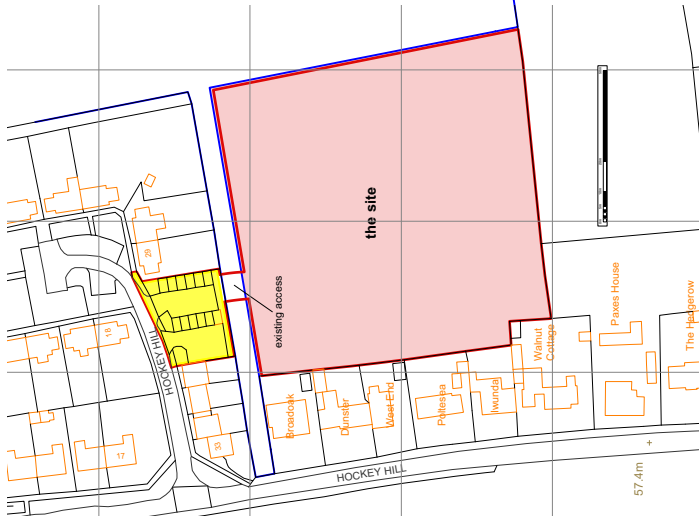 the site
existing access
29
18
HOCKEY HILL
17
33
Broadoak
Dunster
West End
Poltesea
Iwunda
Walnut
Cottage
Paxes House
The Hedgerow
HOCKEY HILL
57.4m
+